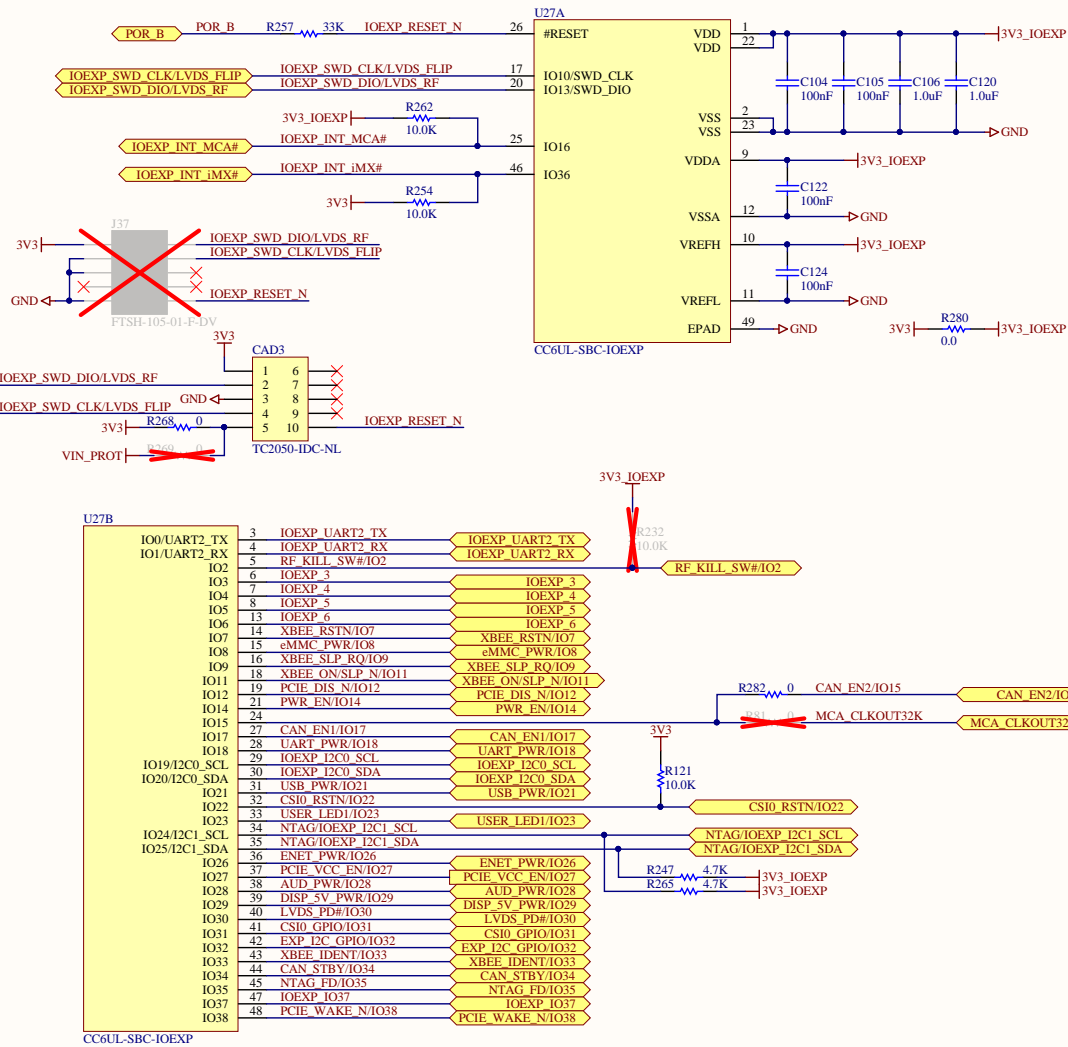 U27A
POR_B POR_B R257 33K IOEXP_RESET_N 26 #RESET VDD 1 3V3_IOEXP
VDD 22
IOEXP_SWD_CLK/LVDS_FLIP IOEXP_SWD_CLK/LVDS_FLIP 17 IO10/SWD_CLK
IOEXP_SWD_DIO/LVDS_RF IOEXP_SWD_DIO/LVDS_RF 20 IO13/SWD_DIO
C104 C105 C106 C120
100nF 100nF 1.0uF 1.0uF
3V3_IOEXP R262 10.0K VSS 2
VSS 23 GND
IOEXP_INT_MCA# IOEXP_INT_MCA# 25 IO16
VDDA 9 3V3_IOEXP
IOEXP_INT_iMX# IOEXP_INT_iMX# 46 IO36
C122
100nF
3V3 R254 10.0K
VSSA 12 GND
J37
3V3 IOEXP_SWD_DIO/LVDS_RF
IOEXP_SWD_CLK/LVDS_FLIP
VREFH 10 3V3_IOEXP
C124
100nF
GND IOEXP_RESET_N
VREFL 11 GND
FTSH-105-01-F-DV
EPAD 49 GND
3V3 R280 0.0 3V3_IOEXP
CC6UL-SBC-IOEXP
3V3
CAD3
1 6
IOEXP_SWD_DIO/LVDS_RF 2 7
GND 3 8
IOEXP_SWD_CLK/LVDS_FLIP 4 9
3V3 R268 0 5 10 IOEXP_RESET_N
VIN_PROT R269 0
TC2050-IDC-NL
3V3_IOEXP
R232
10.0K
U27B
IO0/UART2_TX 3 IOEXP_UART2_TX IOEXP_UART2_TX
IO1/UART2_RX 4 IOEXP_UART2_RX IOEXP_UART2_RX
IO2 5 RF_KILL_SW#/IO2 RF_KILL_SW#/IO2
IO3 6 IOEXP_3 IOEXP_3
IO4 7 IOEXP_4 IOEXP_4
IO5 8 IOEXP_5 IOEXP_5
IO6 13 IOEXP_6 IOEXP_6
IO7 14 XBEE_RSTN/IO7 XBEE_RSTN/IO7
IO8 15 eMMC_PWR/IO8 eMMC_PWR/IO8
IO9 16 XBEE_SLP_RQ/IO9 XBEE_SLP_RQ/IO9
IO11 18 XBEE_ON/SLP_N/IO11 XBEE_ON/SLP_N/IO11
IO12 19 PCIE_DIS_N/IO12 PCIE_DIS_N/IO12
R282 0 CAN_EN2/IO15 CAN_EN2/IO
IO14 21 PWR_EN/IO14 PWR_EN/IO14
IO15 24
R81 0 MCA_CLKOUT32K MCA_CLKOUT32
IO17 27 CAN_EN1/IO17 CAN_EN1/IO17
3V3
IO18 28 UART_PWR/IO18 UART_PWR/IO18
IO19/I2C0_SCL 29 IOEXP_I2C0_SCL IOEXP_I2C0_SCL
IO20/I2C0_SDA 30 IOEXP_I2C0_SDA IOEXP_I2C0_SDA
R121
10.0K
IO21 31 USB_PWR/IO21 USB_PWR/IO21
IO22 32 CSI0_RSTN/IO22 CSI0_RSTN/IO22
IO23 33 USER_LED1/IO23 USER_LED1/IO23
IO24/I2C1_SCL 34 NTAG/IOEXP_I2C1_SCL NTAG/IOEXP_I2C1_SCL
IO25/I2C1_SDA 35 NTAG/IOEXP_I2C1_SDA NTAG/IOEXP_I2C1_SDA
IO26 36 ENET_PWR/IO26 ENET_PWR/IO26
IO27 37 PCIE_VCC_EN/IO27 PCIE_VCC_EN/IO27
R247 4.7K 3V3_IOEXP
IO28 38 AUD_PWR/IO28 AUD_PWR/IO28
R265 4.7K 3V3_IOEXP
IO29 39 DISP_5V_PWR/IO29 DISP_5V_PWR/IO29
IO30 40 LVDS_PD#/IO30 LVDS_PD#/IO30
IO31 41 CSI0_GPIO/IO31 CSI0_GPIO/IO31
IO32 42 EXP_I2C_GPIO/IO32 EXP_I2C_GPIO/IO32
IO33 43 XBEE_IDENT/IO33 XBEE_IDENT/IO33
IO34 44 CAN_STBY/IO34 CAN_STBY/IO34
IO35 45 NTAG_FD/IO35 NTAG_FD/IO35
IO37 47 IOEXP_IO37 IOEXP_IO37
IO38 48 PCIE_WAKE_N/IO38 PCIE_WAKE_N/IO38
CC6UL-SBC-IOEXP